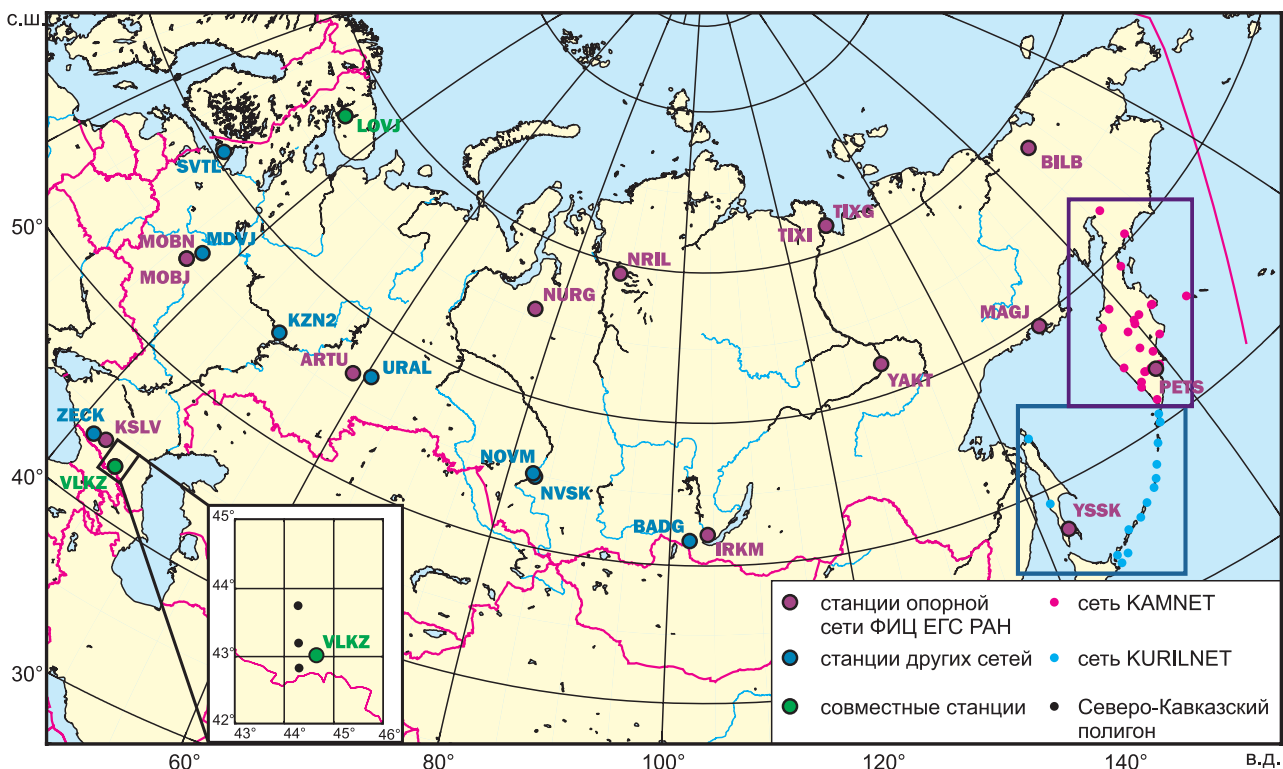 с.ш.
LOVJ
SVTL
BILB
50°
TIXG
TIXI
MOBN
MDVJ
MOBJ
NRIL
NURG
MAGJ
KZN2
ARTU
URAL
YAKT
PETS
ZECK
KSLV
NOVM
40°
VLKZ
NVSK
YSSK
BADG
IRKM
45°
44°
VLKZ
43°
42°
43°
44°
45°
46°
30°
станции опорной
сети ФИЦ ЕГС РАН
сеть KAMNET
станции других сетей
сеть KURILNET
совместные станции
Северо-Кавказский
полигон
60°
80°
100°
120°
140°
в.д.